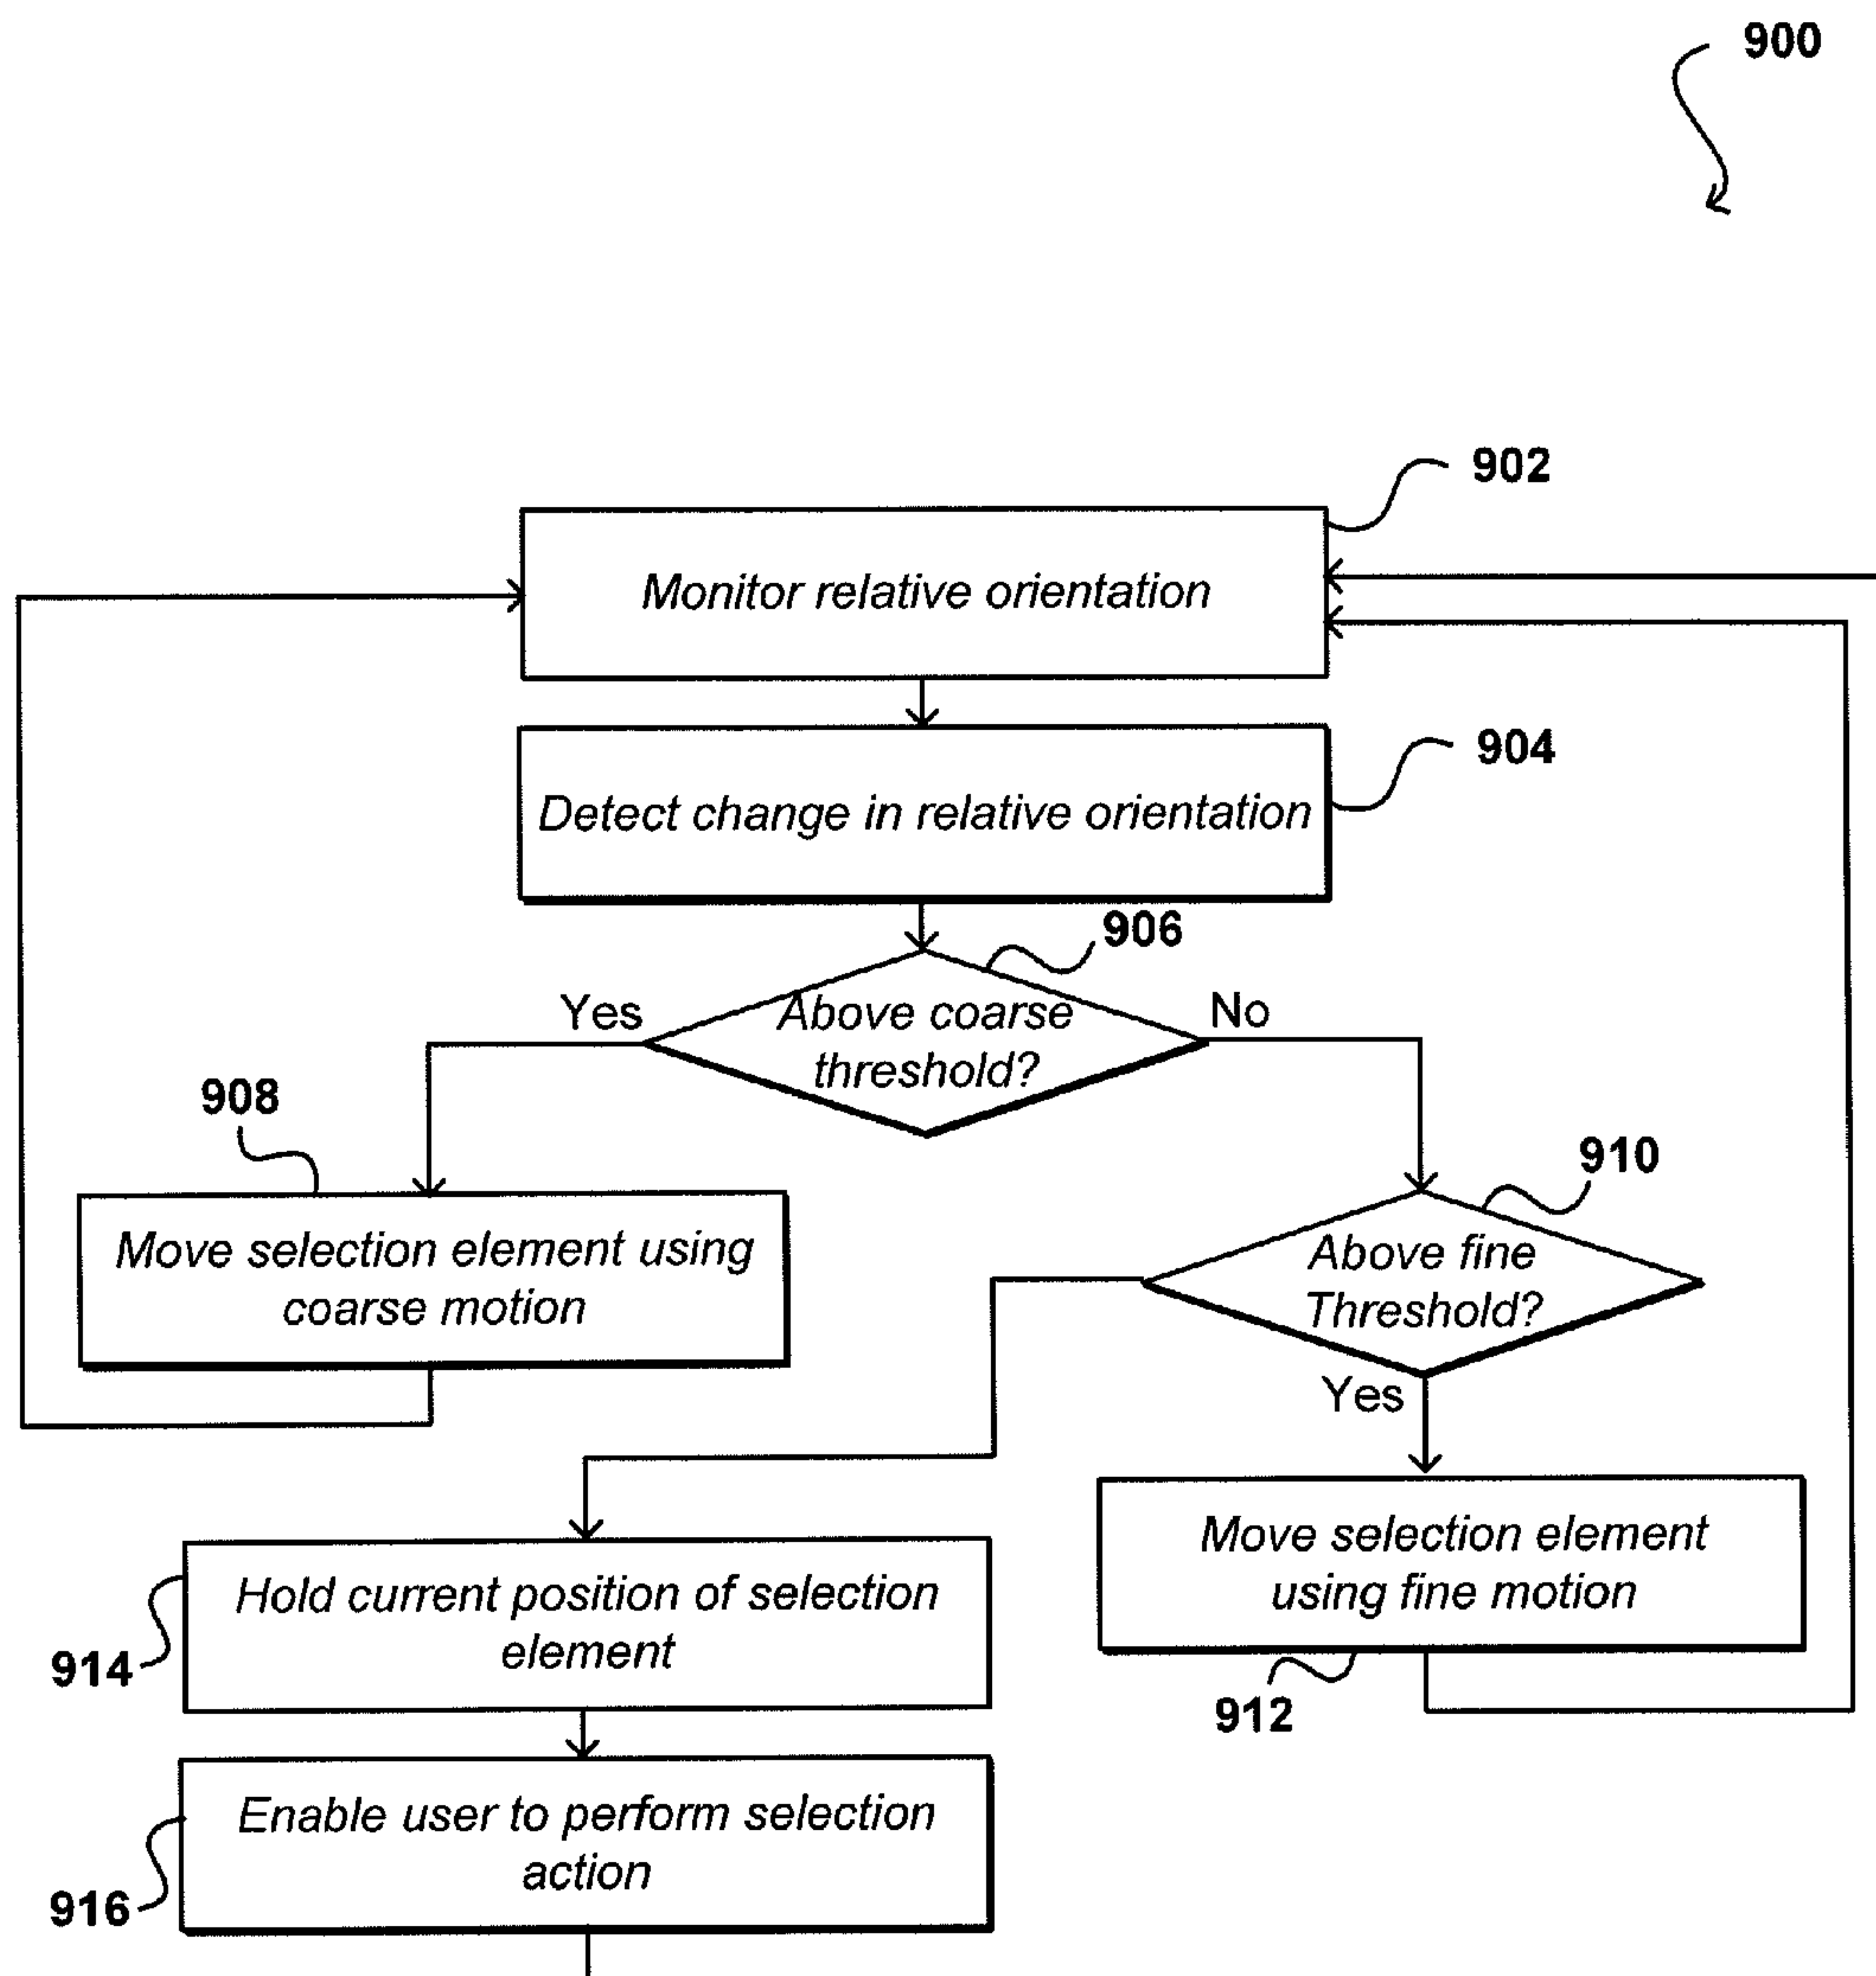 900
902
Monitor relative orientation
904
Detect change in relative orientation
906
Yes
Above coarse
threshold?
No
908
Move selection element using
coarse motion
910
Above fine
Threshold?
Yes
Move selection element
using fine motion
912
Hold current position of selection
element
914
Enable user to perform selection
action
916